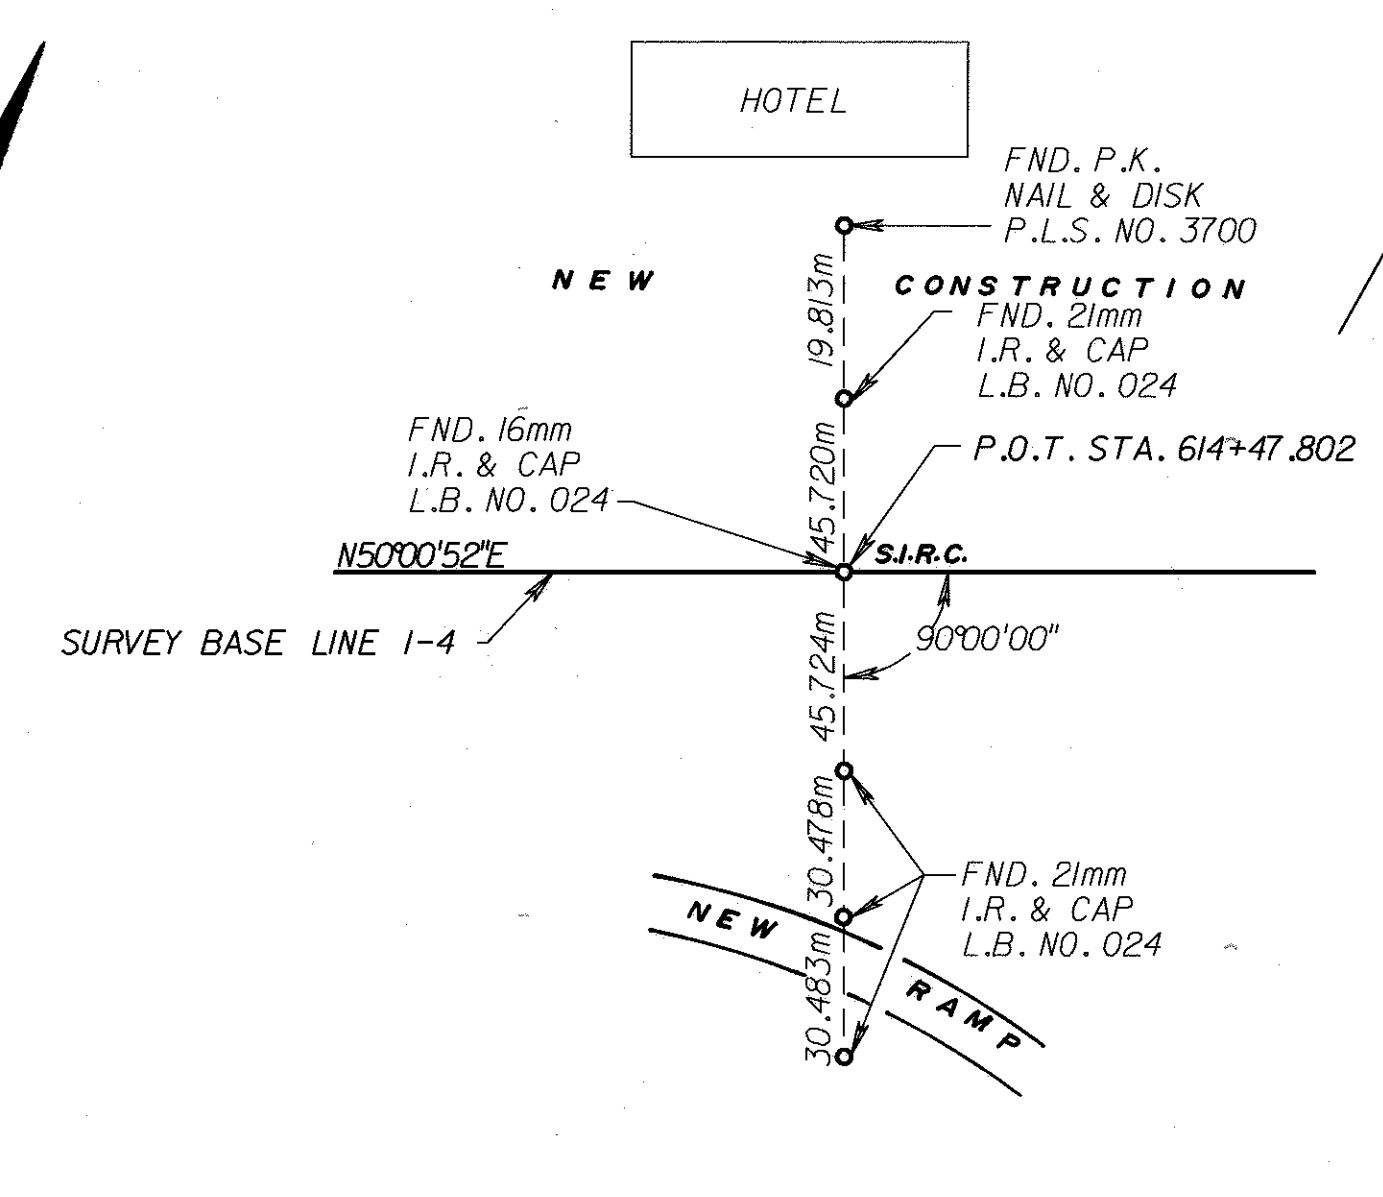 HOTEL
FND. P.K.
NAIL & DISK
P.L.S. NO. 3700
NEW CONSTRUCTION
19.813m
FND. 21mm
I.R. & CAP
L.B. NO. 024
FND. 16mm
I.R. & CAP
L.B. NO. 024
45.720m
P.O.T. STA. 614+47.802
N50°00'52"E
S.I.R.C.
SURVEY BASE LINE 1-4
90°00'00"
45.724m
30.478m
FND. 21mm
I.R. & CAP
L.B. NO. 024
NEW RAMP
30.483m